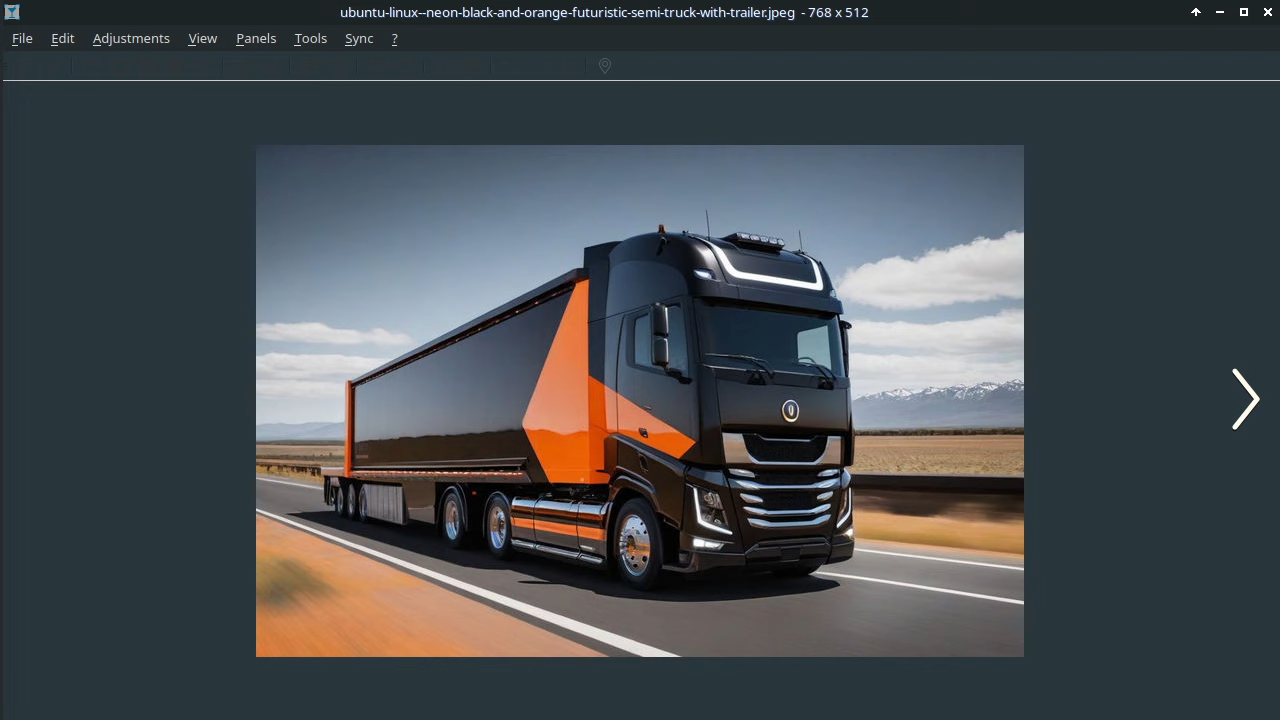 ubuntu-linux--neon-black-and-orange-futuristic-semi-truck-with-trailer.jpeg - 768 x 512
File Edit Adjustments View Panels Tools Sync ?